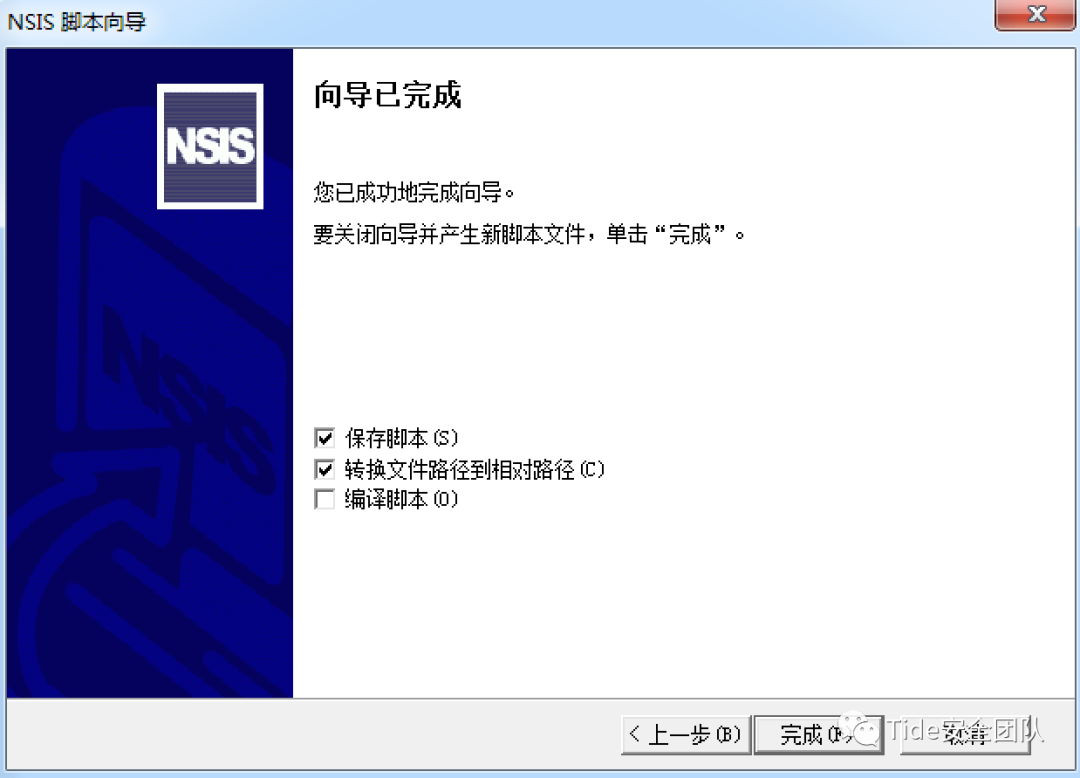 NSIS 脚本向导
NSIS
向导已完成
您已成功地完成向导。
要关闭向导并产生新脚本文件，单击“完成”。
NSIS
保存脚本(S)
转换文件路径到相对路径(C)
编译脚本(O)
< 上一步(B)
完成
Tide安全团队